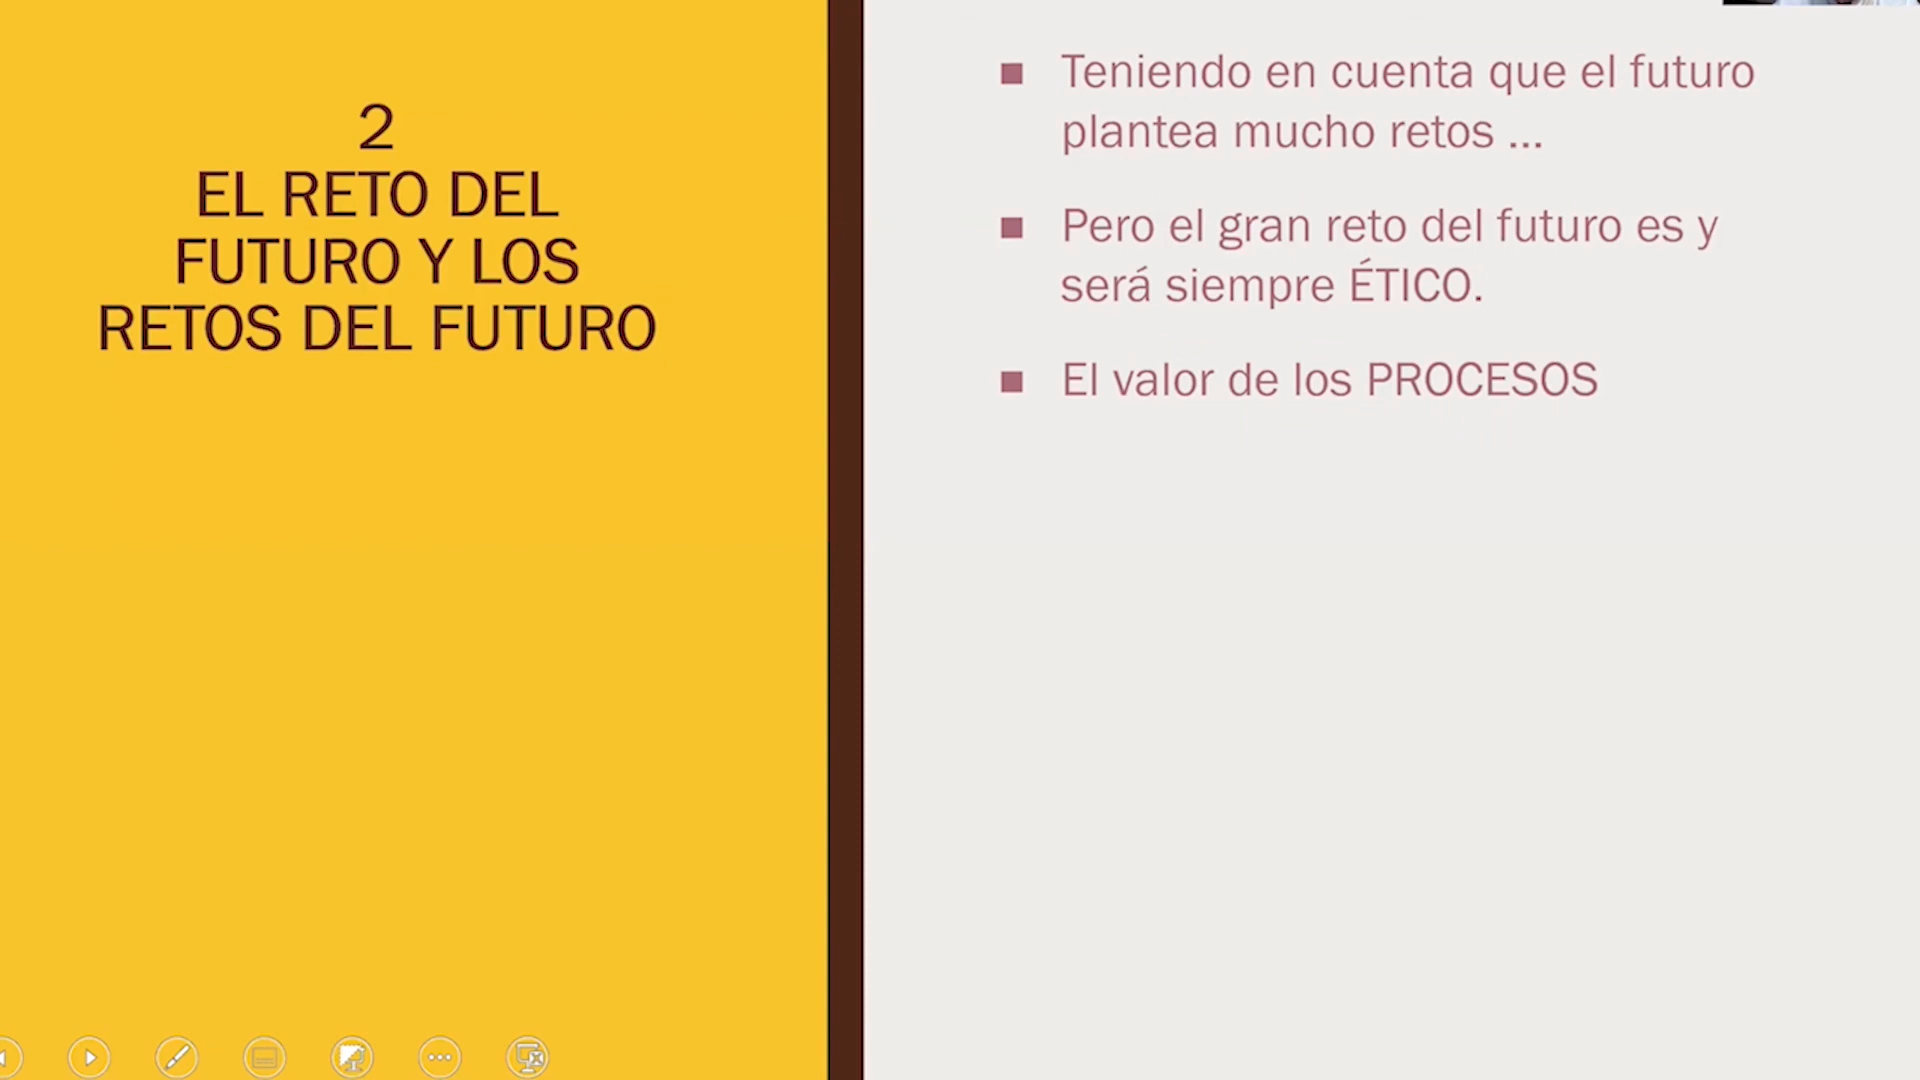 2
EL RETO DEL
FUTURO Y LOS
RETOS DEL FUTURO
Teniendo en cuenta que el futuro
plantea mucho retos ...
Pero el gran reto del futuro es y
será siempre ÉTICO.
El valor de los PROCESOS